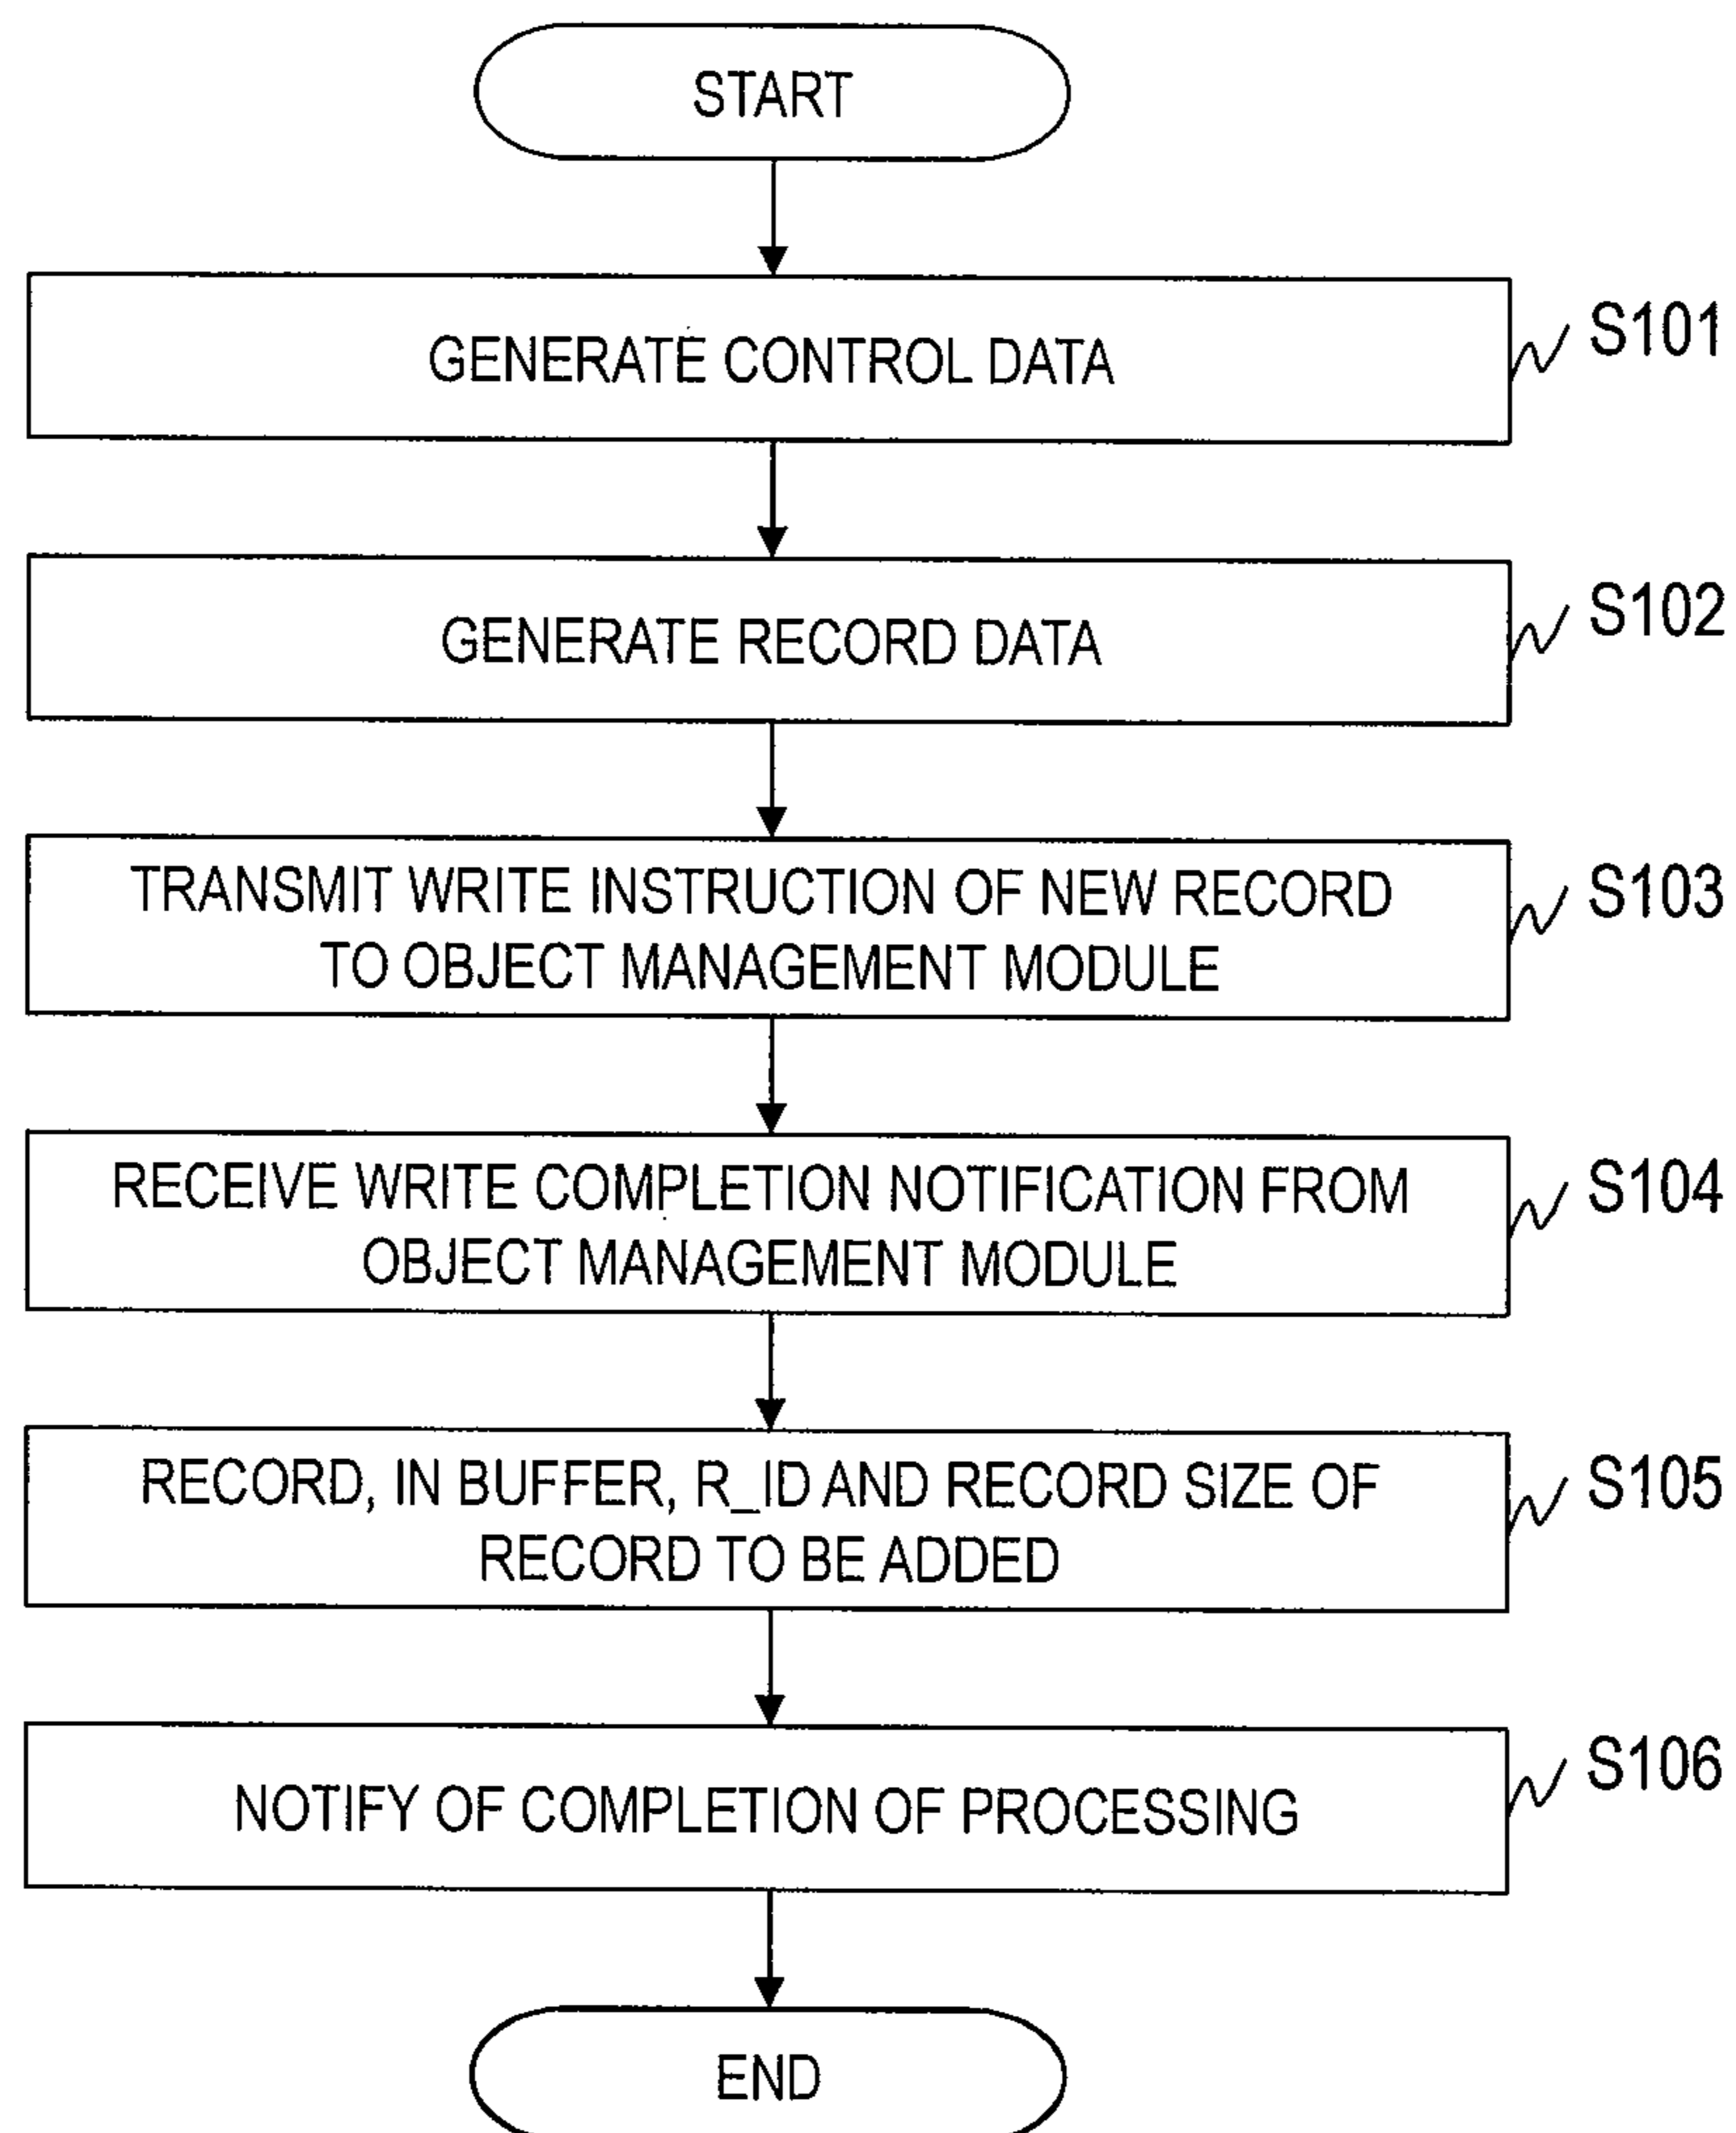 START
GENERATE CONTROL DATA
S101
GENERATE RECORD DATA
S102
TRANSMIT WRITE INSTRUCTION OF NEW RECORD
TO OBJECT MANAGEMENT MODULE
S103
RECEIVE WRITE COMPLETION NOTIFICATION FROM
OBJECT MANAGEMENT MODULE
S104
RECORD, IN BUFFER, R_ID AND RECORD SIZE OF
RECORD TO BE ADDED
S105
NOTIFY OF COMPLETION OF PROCESSING
S106
END